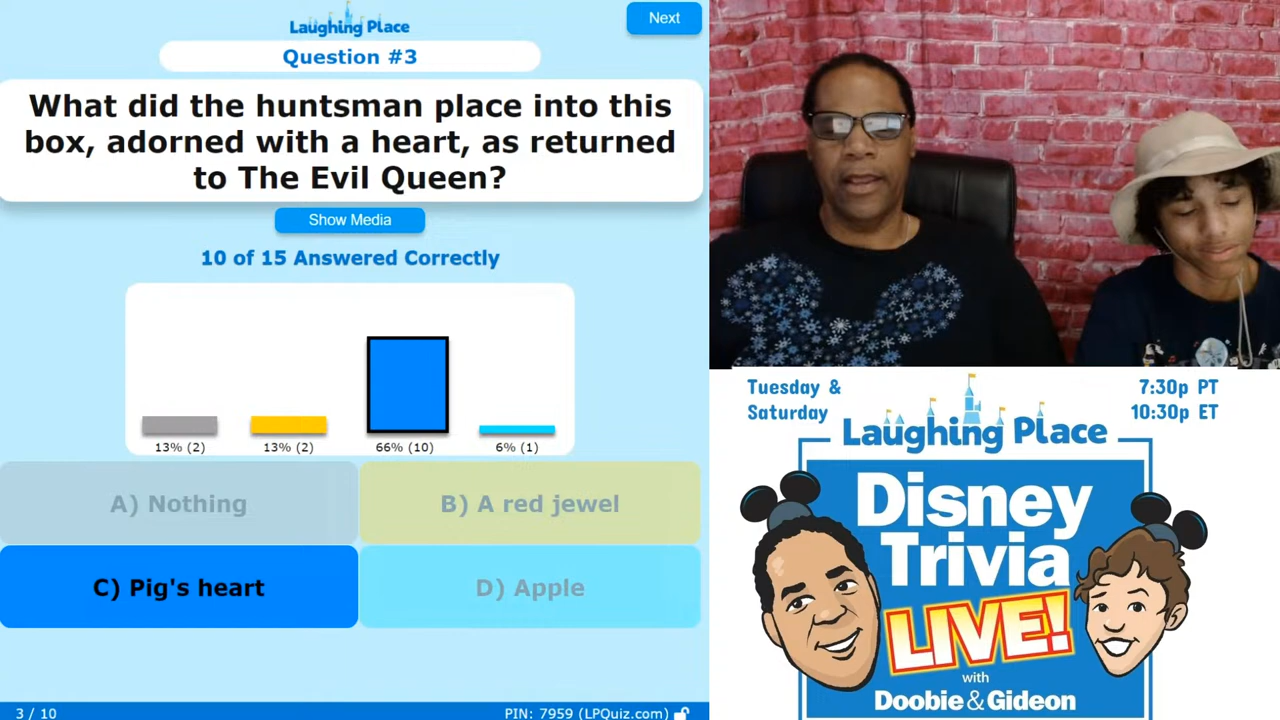 Laughing Place
Next
Question #3
What did the huntsman place into this
box, adorned with a heart, as returned
to The Evil Queen?
Show Media
10 of 15 Answered Correctly
13% (2)
13% (2)
66% (10)
6% (1)
A) Nothing
B) A red jewel
C) Pig's heart
D) Apple
3 / 10
PIN: 7959 (LPQuiz.com)
Tuesday &
Saturday
7:30p PT
10:30p ET
Laughing Place
Disney
Trivia
LIVE!
with
Doobie & Gideon